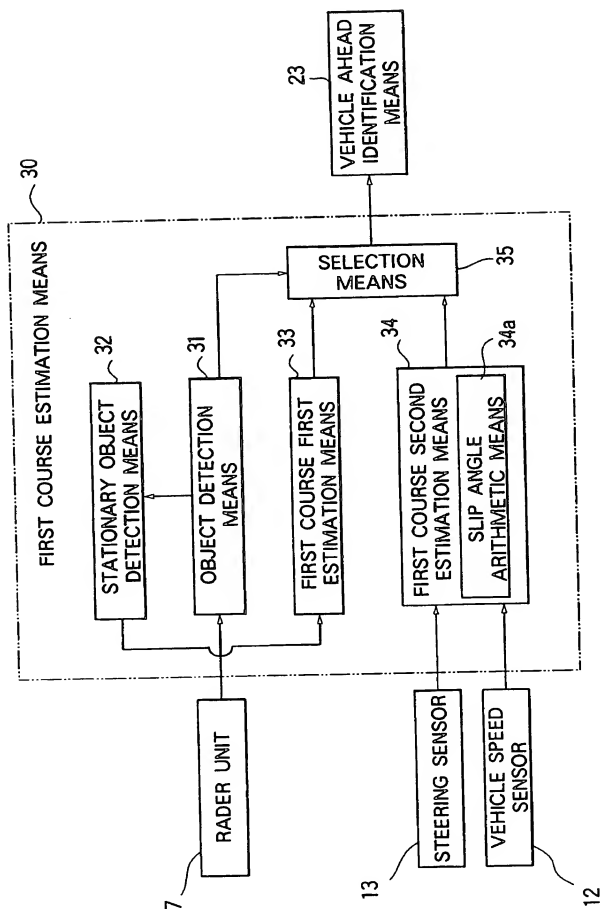 FIRST COURSE ESTIMATION MEANS
30
32
STATIONARY OBJECT
DETECTION MEANS
31
OBJECT DETECTION
MEANS
33
FIRST COURSE FIRST
ESTIMATION MEANS
34
FIRST COURSE SECOND
ESTIMATION MEANS
34a
SLIP ANGLE
ARITHMETIC MEANS
SELECTION
MEANS
35
23
VEHICLE AHEAD
IDENTIFICATION
MEANS
7
RADER UNIT
13
STEERING SENSOR
12
VEHICLE SPEED
SENSOR